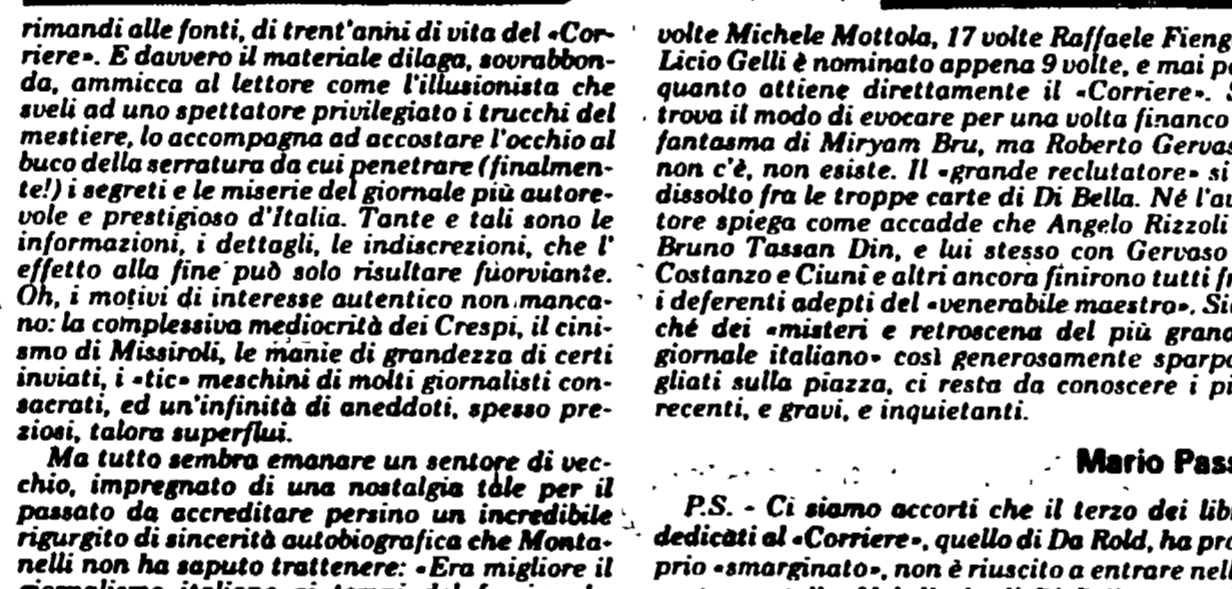 rimandi alle fonti, di trent'anni di vita del «Cor-
riere». E davvero il materiale dilaga, sovrabbon-
da, ammicca al lettore come l'illusionista che
sveli ad uno spettatore privilegiato i trucchi del
mestiere, lo accompagna ad accostare l'occhio al
buco della serratura da cui penetrare (finalmen-
te!) i segreti e le miserie del giornale più autore-
vole e prestigioso d'Italia. Tante e tali sono le
informazioni, i dettagli, le indiscrezioni, che l'
effetto alla fine può solo risultare fuorviante.
Oh, i motivi di interesse autentico non manca-
no: la complessiva mediocrità dei Crespi, il cini-
smo di Missiroli, le manie di grandezza di certi
inviati, i «tic» meschini di molti giornalisti con-
sacrati, ed un'infinità di aneddoti, spesso pre-
ziosi, talora superflui.
Ma tutto sembra emanare un sentore di vec-
chio, impregnato di una nostalgia tale per il
passato da accreditare persino un incredibile
rigurgito di sincerità autobiografica che Monta-
nelli non ha saputo trattenere: «Era migliore il
volte Michele Mottola, 17 volte Raffaele Fieng
Licio Gelli è nominato appena 9 volte, e mai pe
quanto attiene direttamente il «Corriere». S
trova il modo di evocare per una volta financo
fantasma di Miryam Bru, ma Roberto Gervas
non c'è, non esiste. Il «grande reclutatore» si
dissolto fra le troppe carte di Di Bella. Né l'au
tore spiega come accadde che Angelo Rizzoli
Bruno Tassan Din, e lui stesso con Gervaso
Costanzo e Ciuni e altri ancora finirono tutti fr
i deferenti adepti del «venerabile maestro». Si
ché dei «misteri e retroscena del più grand
giornale italiano» così generosamente sparpa
gliati sulla piazza, ci resta da conoscere i pi
recenti, e gravi, e inquietanti.
Mario Pass
P.S. - Ci siamo accorti che il terzo dei lib
dedicati al «Corriere», quello di Da Rold, ha pro
prio «smarginato», non è riuscito a entrare nell